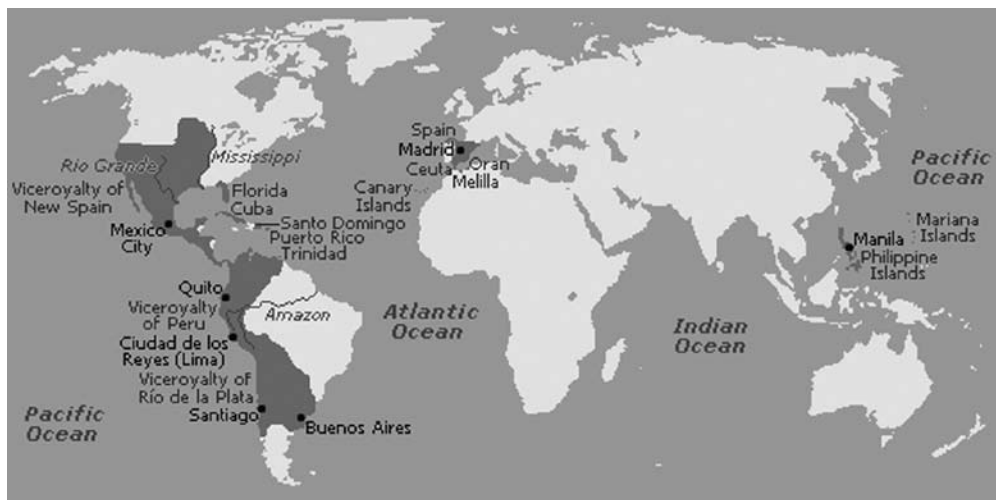 Rio Grande
Mississippi
Viceroyalty of
New Spain
Florida
Cuba
Mexico
City
Santo Domingo
Puerto Rico
Trinidad
Quito
Viceroyalty
of Peru
Amazon
Ciudad de los
Reyes (Lima)
Viceroyalty of
Río de la Plata
Santiago
Buenos Aires
Pacific
Ocean
Spain
Madrid
Ceuta
Oran
Melilla
Canary
Islands
Atlantic
Ocean
Indian
Ocean
Pacific
Ocean
Mariana
Islands
Manila
Philippine
Islands